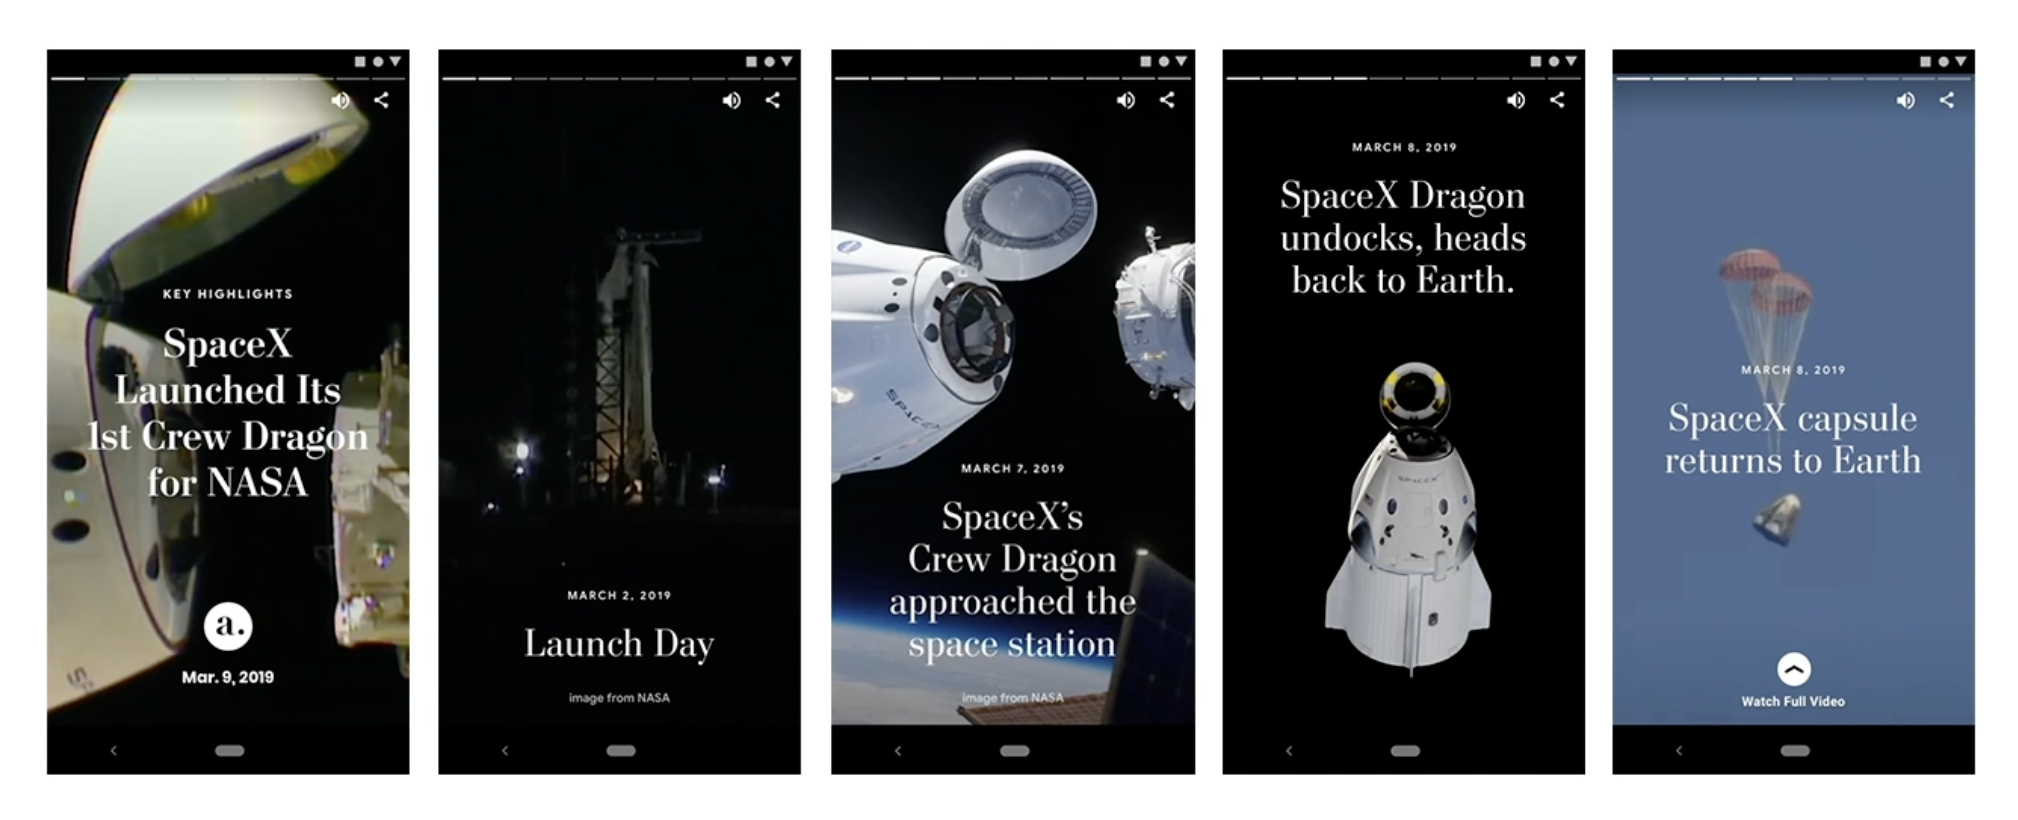 KEY HIGHLIGHTS
SpaceX
Launched Its
1st Crew Dragon
for NASA
a.
Mar. 9, 2019
MARCH 2, 2019
Launch Day
image from NASA
SPACEX
MARCH 7, 2019
SpaceX's
Crew Dragon
approached the
space station
image from NASA
MARCH 8, 2019
SpaceX Dragon
undocks, heads
back to Earth.
SPACEX
MARCH 8, 2019
SpaceX capsule
returns to Earth
Watch Full Video